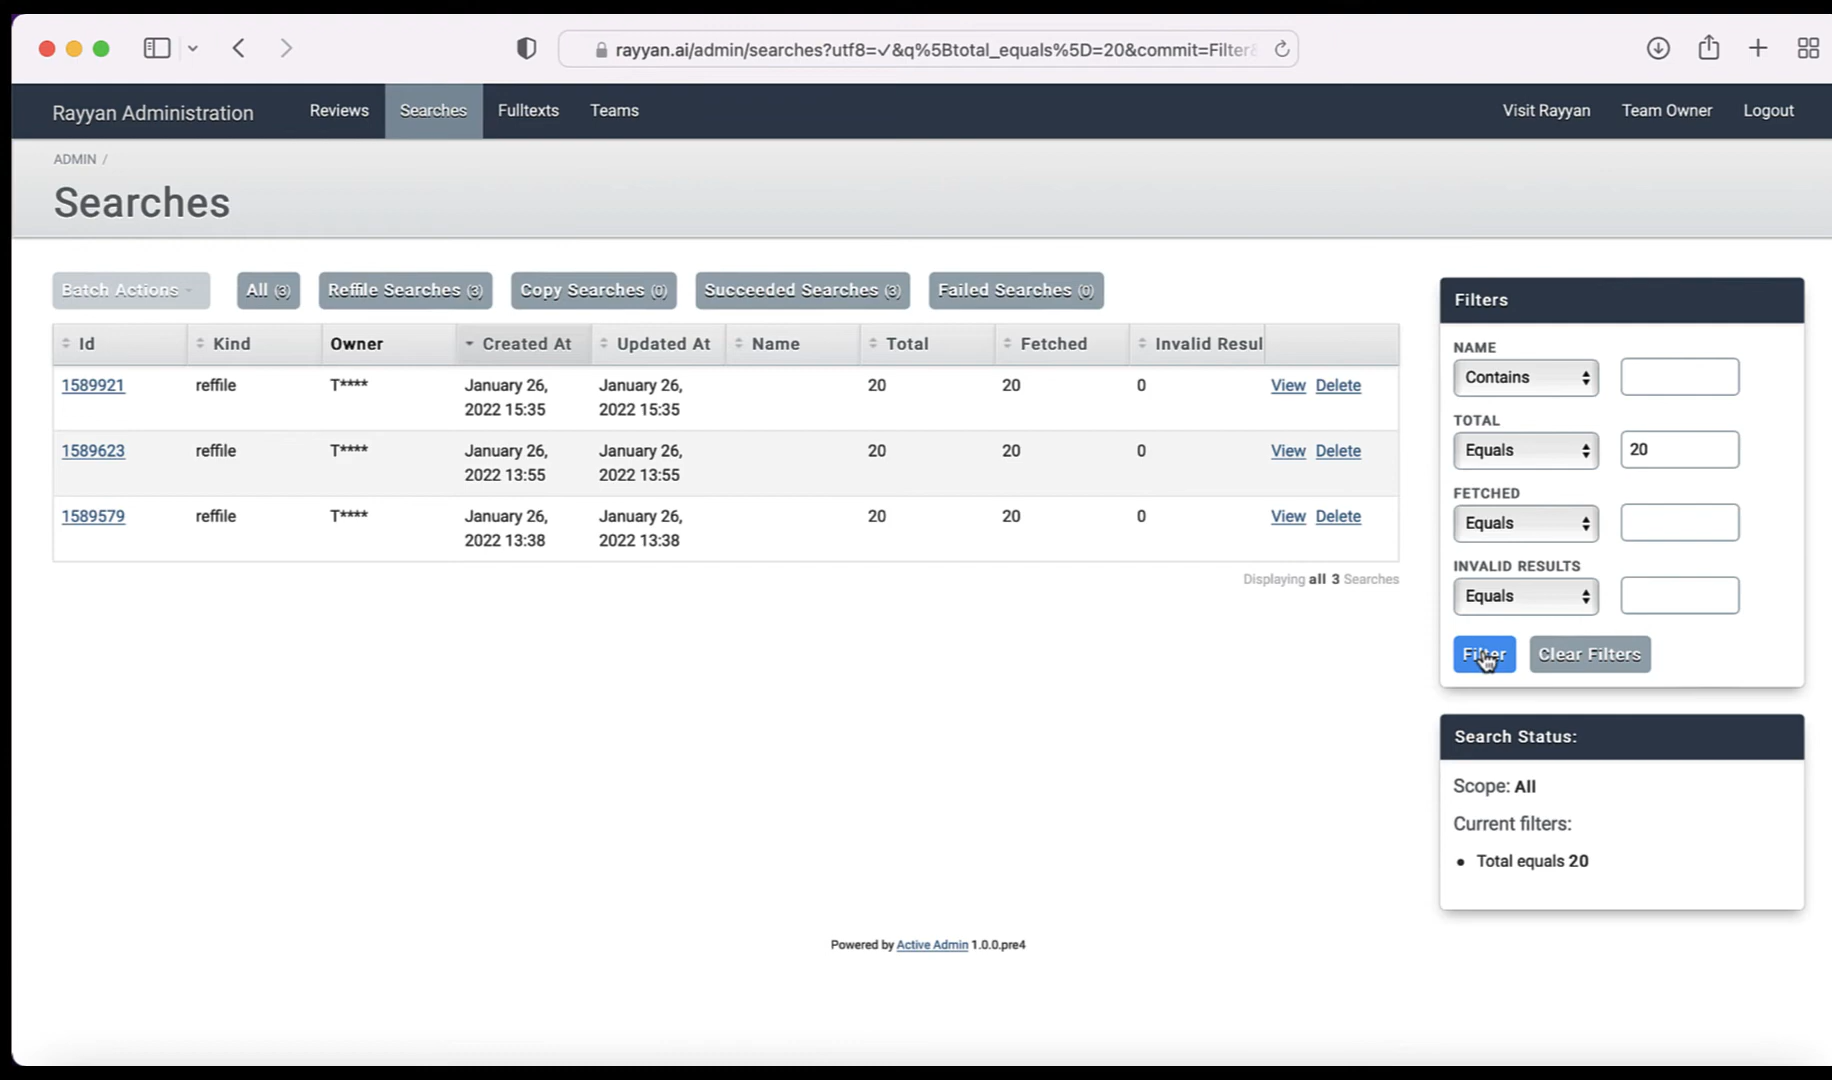 rayyan.ai/admin/searches?utf8=✓&q%5Btotal_equals%5D=20&commit=Filter&
Rayyan Administration Reviews Searches Fulltexts Teams Visit Rayyan Team Owner Logout
ADMIN /
Searches
Batch Actions All (3) Reffile Searches (3) Copy Searches (0) Succeeded Searches (3) Failed Searches (0)
Id Kind Owner Created At Updated At Name Total Fetched Invalid Resul
1589921 reffile T**** January 26, January 26, 20 20 0 View Delete
2022 15:35 2022 15:35
1589623 reffile T**** January 26, January 26, 20 20 0 View Delete
2022 13:55 2022 13:55
1589579 reffile T**** January 26, January 26, 20 20 0 View Delete
2022 13:38 2022 13:38
Displaying all 3 Searches
Filters
NAME
Contains
TOTAL
Equals 20
FETCHED
Equals
INVALID RESULTS
Equals
Filter Clear Filters
Search Status:
Scope: All
Current filters:
• Total equals 20
Powered by Active Admin 1.0.0.pre4